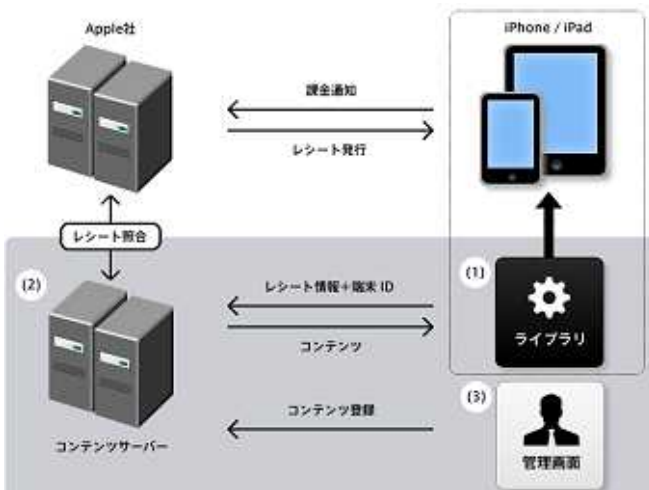 Apple社
iPhone / iPad
課金通知
レシート発行
レシート照合
(2)
(1)
レシート情報+端末 ID
ライブラリ
コンテンツ
(3)
コンテンツ登録
コンテンツサーバー
管理画面